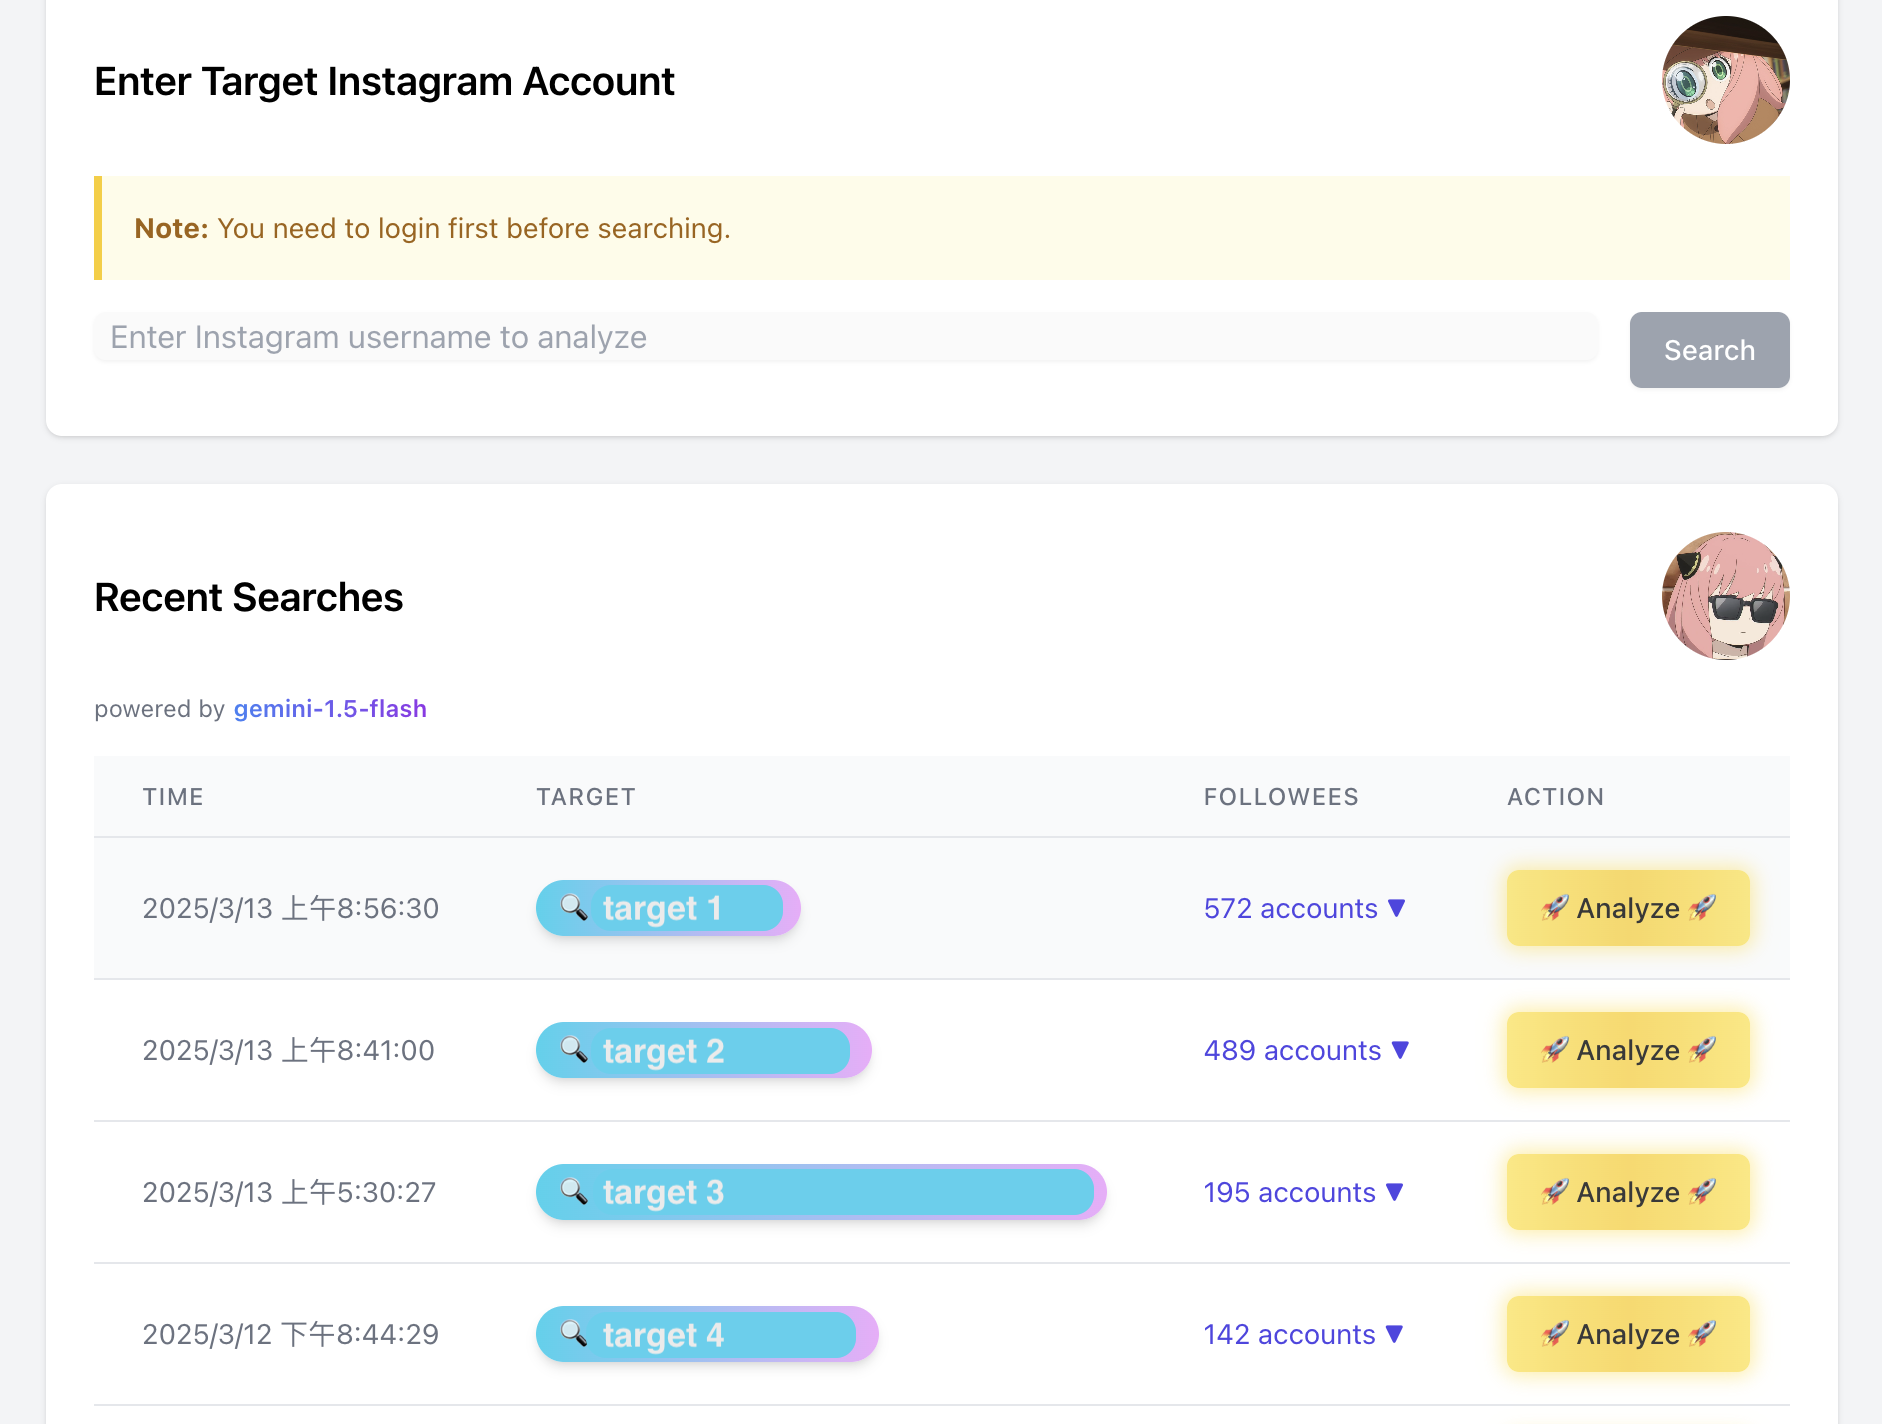 Enter Target Instagram Account
Note: You need to login first before searching.
Enter Instagram username to analyze
Search
Recent Searches
powered by gemini-1.5-flash
TIME TARGET FOLLOWEES ACTION
2025/3/13 上午8:56:30 🔍 target 1 572 accounts ▼ 🚀 Analyze 🚀
2025/3/13 上午8:41:00 🔍 target 2 489 accounts ▼ 🚀 Analyze 🚀
2025/3/13 上午5:30:27 🔍 target 3 195 accounts ▼ 🚀 Analyze 🚀
2025/3/12 下午8:44:29 🔍 target 4 142 accounts ▼ 🚀 Analyze 🚀